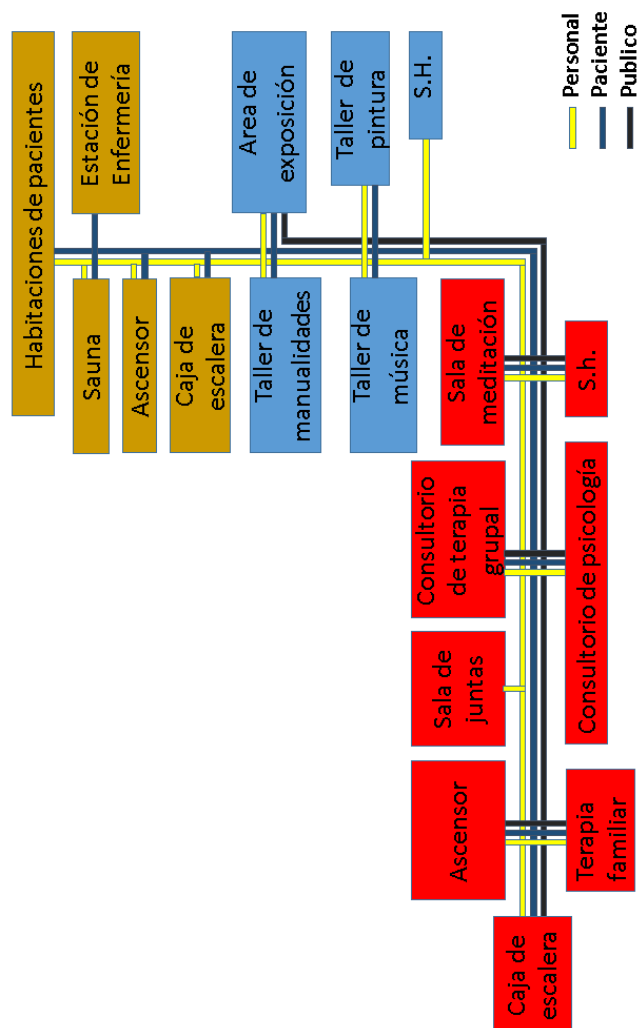 Habitaciones de pacientes
Sauna
Estación de
Enfermería
Ascensor
Caja de
escalera
Taller de
manualidades
Area de
exposición
Taller de
música
Taller de
pintura
S.H.
Ascensor
Sala de
juntas
Consultorio
de terapia
grupal
Sala de
meditación
Caja de
escalera
Terapia
familiar
Consultorio de psicología
S.h.
Personal
Paciente
Publico